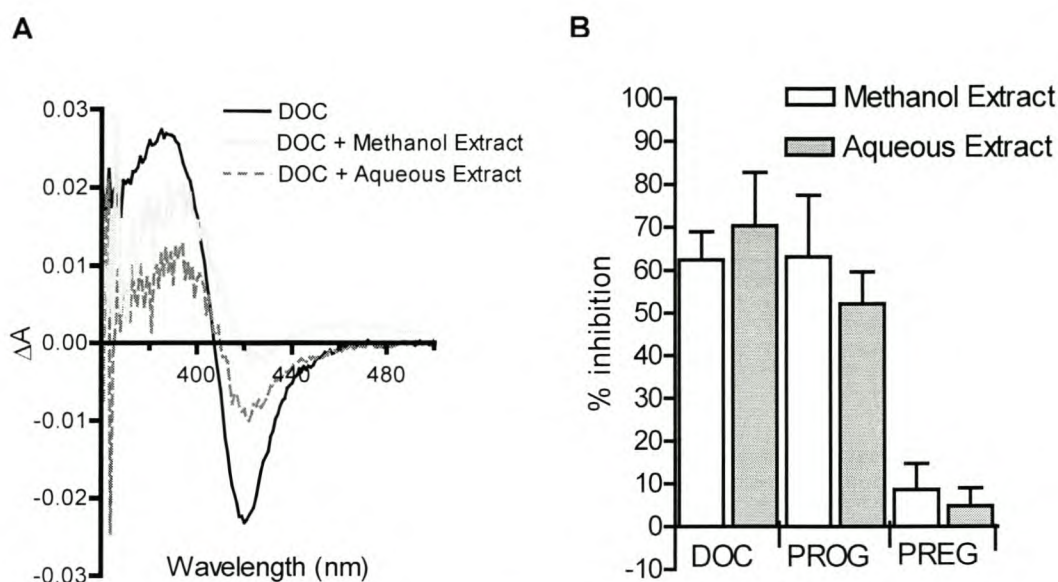 A
0.03
0.02
0.01
0.00
-0.01
-0.02
-0.03
ΔA
400
440
480
Wavelength (nm)
DOC
DOC + Methanol Extract
DOC + Aqueous Extract
B
100
90
80
70
60
50
40
30
20
10
0
-10
% inhibition
Methanol Extract
Aqueous Extract
DOC
PROG
PREG